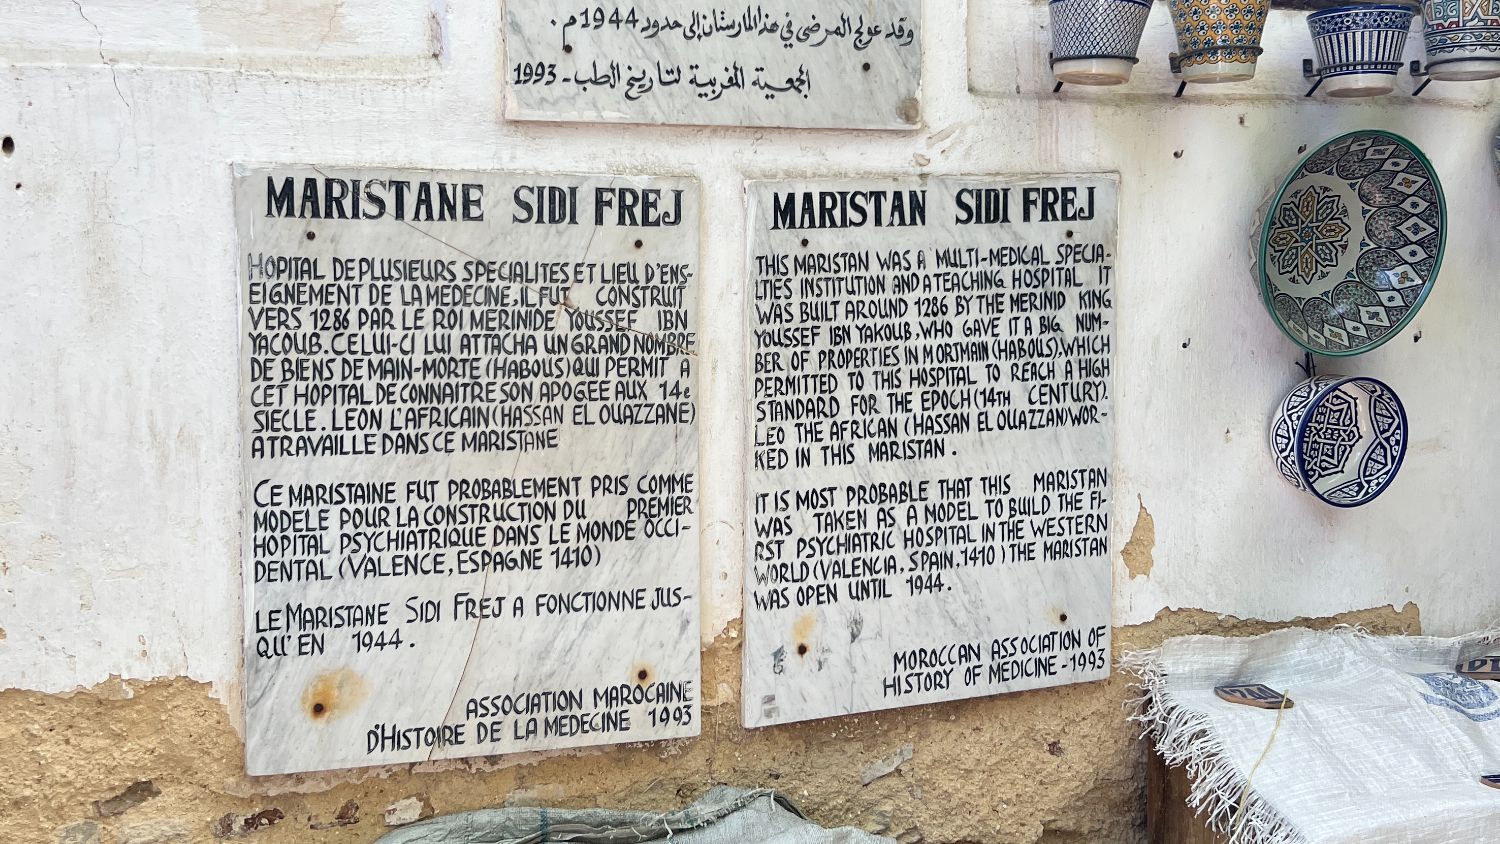 وقد عولج المرضى في هذا المارستان إلى حدود 1944 م.
الجمعية المغربية لتاريخ الطب - 1993
MARISTANE SIDI FREJ
HOPITAL DE PLUSIEURS SPECIALITES ET LIEU D'ENS-
EIGNEMENT DE LA MEDECINE, IL FUT CONSTRUIT
VERS 1286 PAR LE ROI MERINIDE YOUSSEF IBN
YACOUB. CELUI-CI LUI ATTACHA UN GRAND NOMBRE
DE BIENS DE MAIN-MORTE (HABOUS) QUI PERMIT A
CET HOPITAL DE CONNAITRE SON APOGEE AUX 14e
SIECLE. LEON L'AFRICAIN (HASSAN EL OUAZZANE)
A TRAVAILLE DANS CE MARISTANE
CE MARISTAINE FUT PROBABLEMENT PRIS COMME
MODELE POUR LA CONSTRUCTION DU PREMIER
HOPITAL PSYCHIATRIQUE DANS LE MONDE OCCI-
DENTAL (VALENCE, ESPAGNE 1410)
LE MARISTANE SIDI FREJ A FONCTIONNE JUS-
QU'EN 1944.
ASSOCIATION MAROCAINE
D'HISTOIRE DE LA MEDECINE 1993
MARISTAN SIDI FREJ
THIS MARISTAN WAS A MULTI-MEDICAL SPECIA-
LTIES INSTITUTION AND A TEACHING HOSPITAL IT
WAS BUILT AROUND 1286 BY THE MERINID KING
YOUSSEF IBN YAKOUB, WHO GAVE IT A BIG NUM-
BER OF PROPERTIES IN MORTMAIN (HABOUS), WHICH
PERMITTED TO THIS HOSPITAL TO REACH A HIGH
STANDARD FOR THE EPOCH (14TH CENTURY).
LEO THE AFRICAN (HASSAN EL OUAZZAN) WOR-
KED IN THIS MARISTAN.
IT IS MOST PROBABLE THAT THIS MARISTAN
WAS TAKEN AS A MODEL TO BUILD THE FI-
RST PSYCHIATRIC HOSPITAL IN THE WESTERN
WORLD (VALENCIA, SPAIN, 1410) THE MARISTAN
WAS OPEN UNTIL 1944.
MOROCCAN ASSOCIATION OF
HISTORY OF MEDICINE - 1993